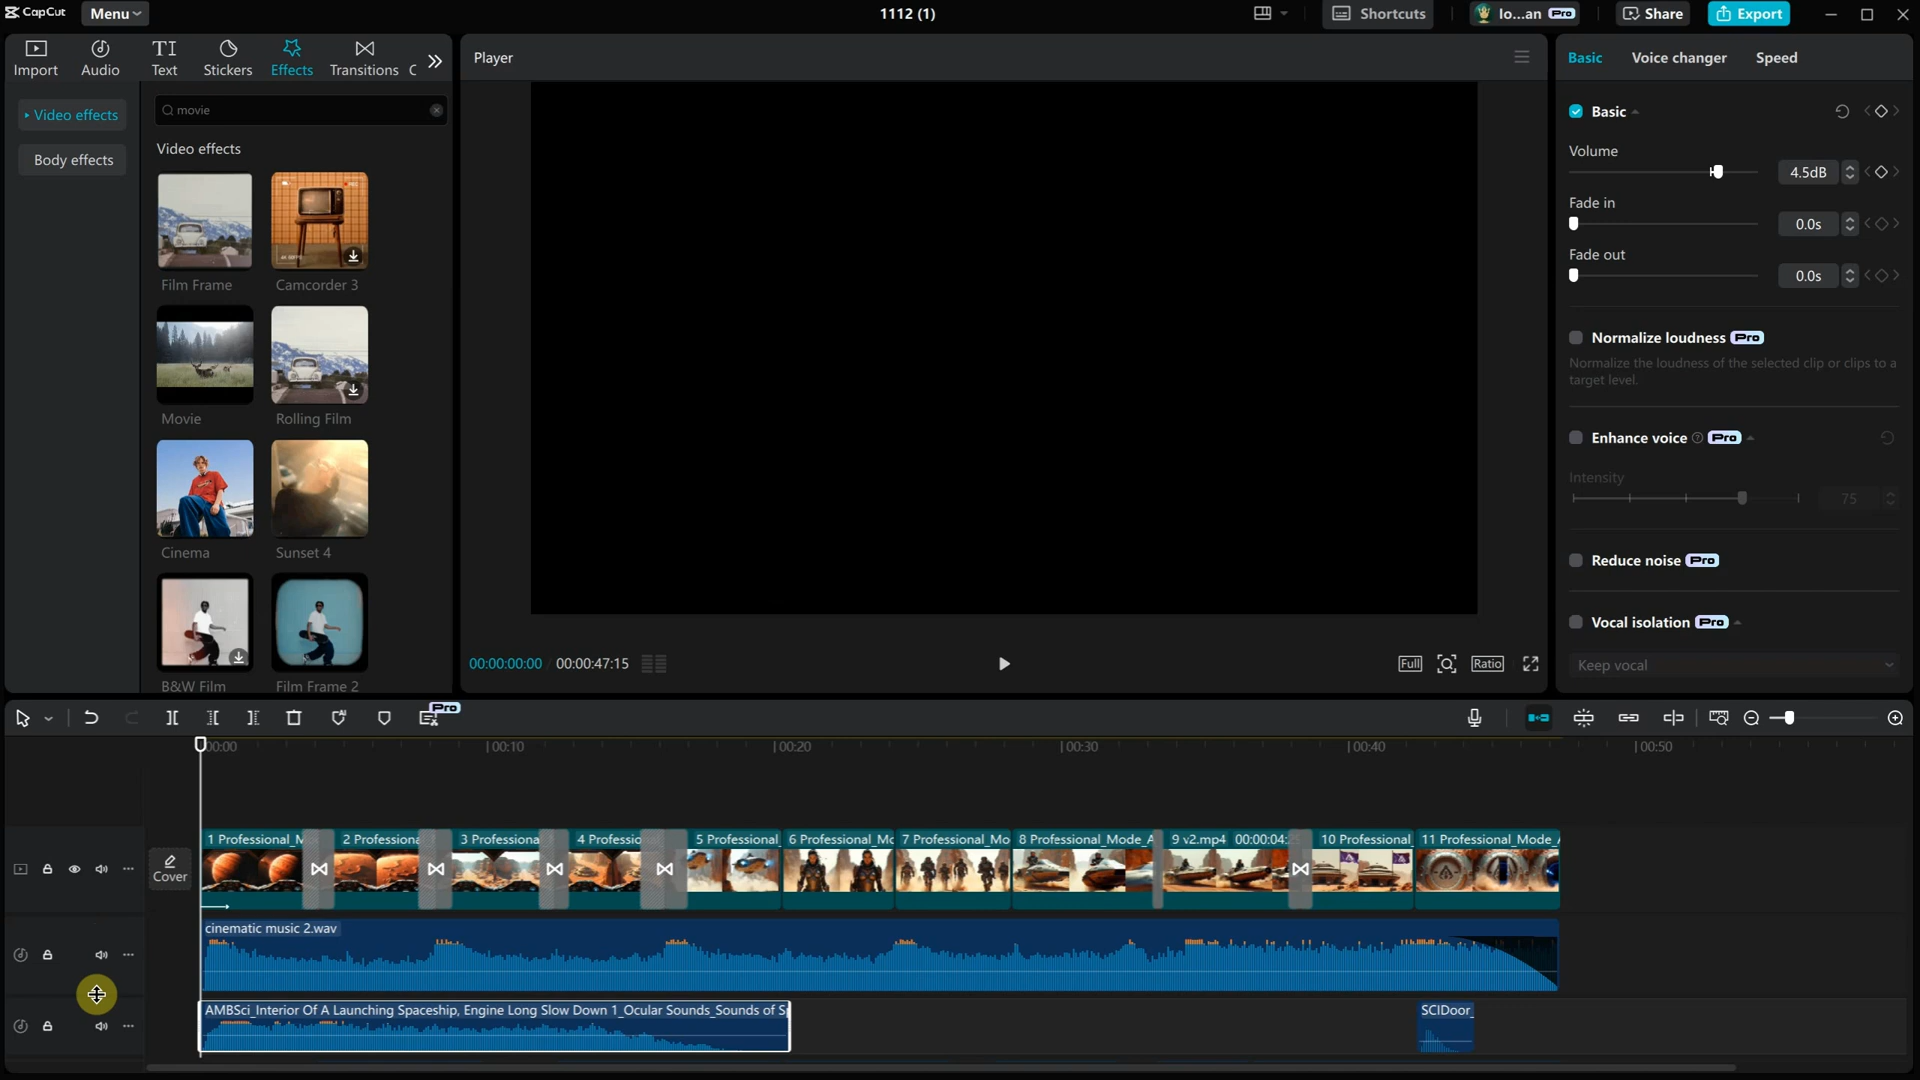 CapCut
Menu
1112 (1)
Shortcuts
lo...an Pro
Share
Export
Import
Audio
Text
Stickers
Effects
Transitions
Player
Basic
Voice changer
Speed
Video effects
Body effects
movie
Video effects
Film Frame
Camcorder 3
Movie
Rolling Film
Cinema
Sunset 4
B&W Film
Film Frame 2
00:00:00:00 / 00:00:47:15
Full
Ratio
Basic
Volume
4.5dB
Fade in
0.0s
Fade out
0.0s
Normalize loudness Pro
Normalize the loudness of the selected clip or clips to a
target level.
Enhance voice Pro
Intensity
75
Reduce noise Pro
Vocal isolation Pro
Keep vocal
Pro
00:00
00:10
00:20
00:30
00:40
00:50
Cover
1 Professional_M
2 Professiona
3 Professiona
4 Professio
5 Professional_
6 Professional_Mo
7 Professional_Mo
8 Professional_Mode_A
9 v2.mp4 00:00:04:
10 Professional
11 Professional_Mode_A
cinematic music 2.wav
AMBSci_Interior Of A Launching Spaceship, Engine Long Slow Down 1_Ocular Sounds_Sounds of S
SCIDoor_